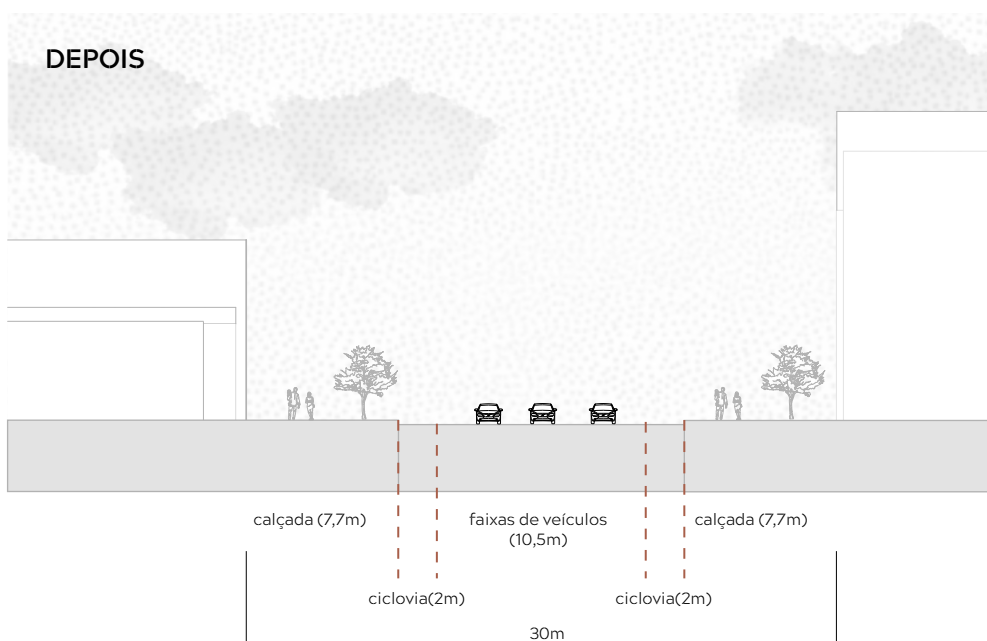 DEPOIS
calçada (7,7m)
faixas de veículos
(10,5m)
calçada (7,7m)
ciclovia(2m)
ciclovia(2m)
30m